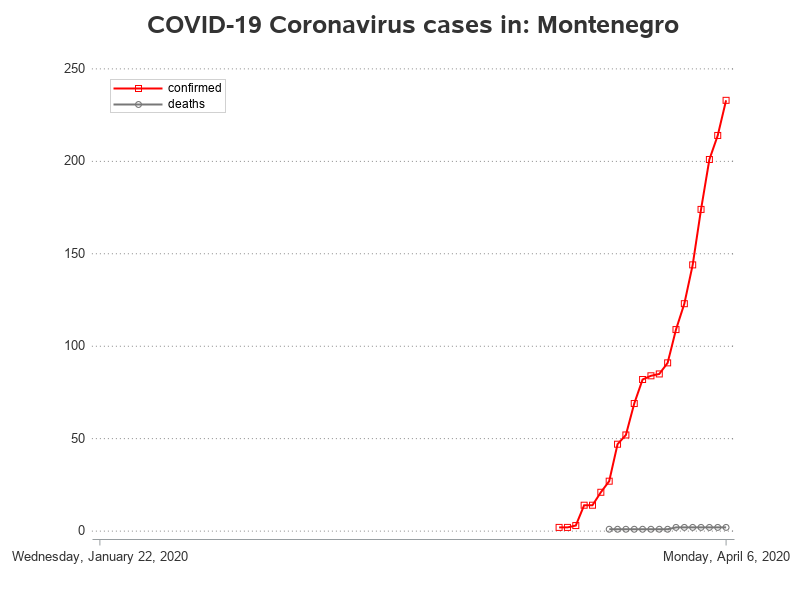 COVID-19 Coronavirus cases in: Montenegro
250
confirmed
deaths
200
150
100
50
0
Wednesday, January 22, 2020
Monday, April 6, 2020